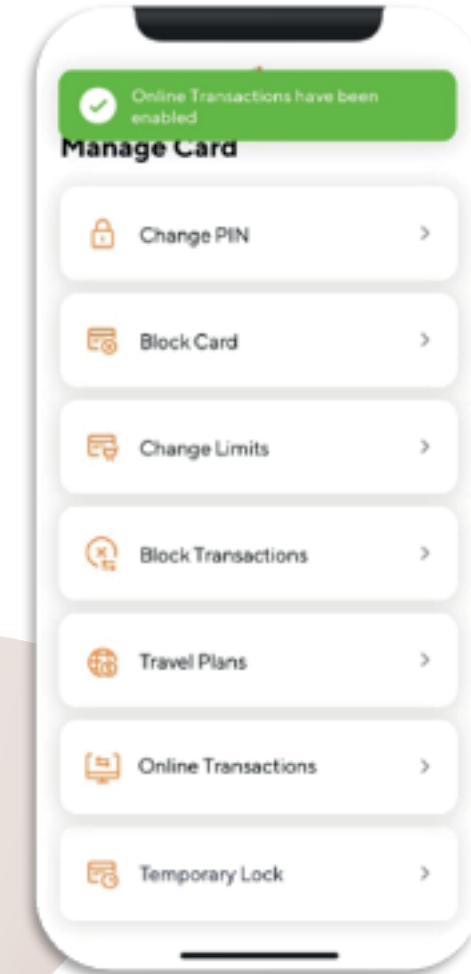 Online Transactions have been
enabled
Manage Card
Change PIN
Block Card
Change Limits
Block Transactions
Travel Plans
Online Transactions
Temporary Lock